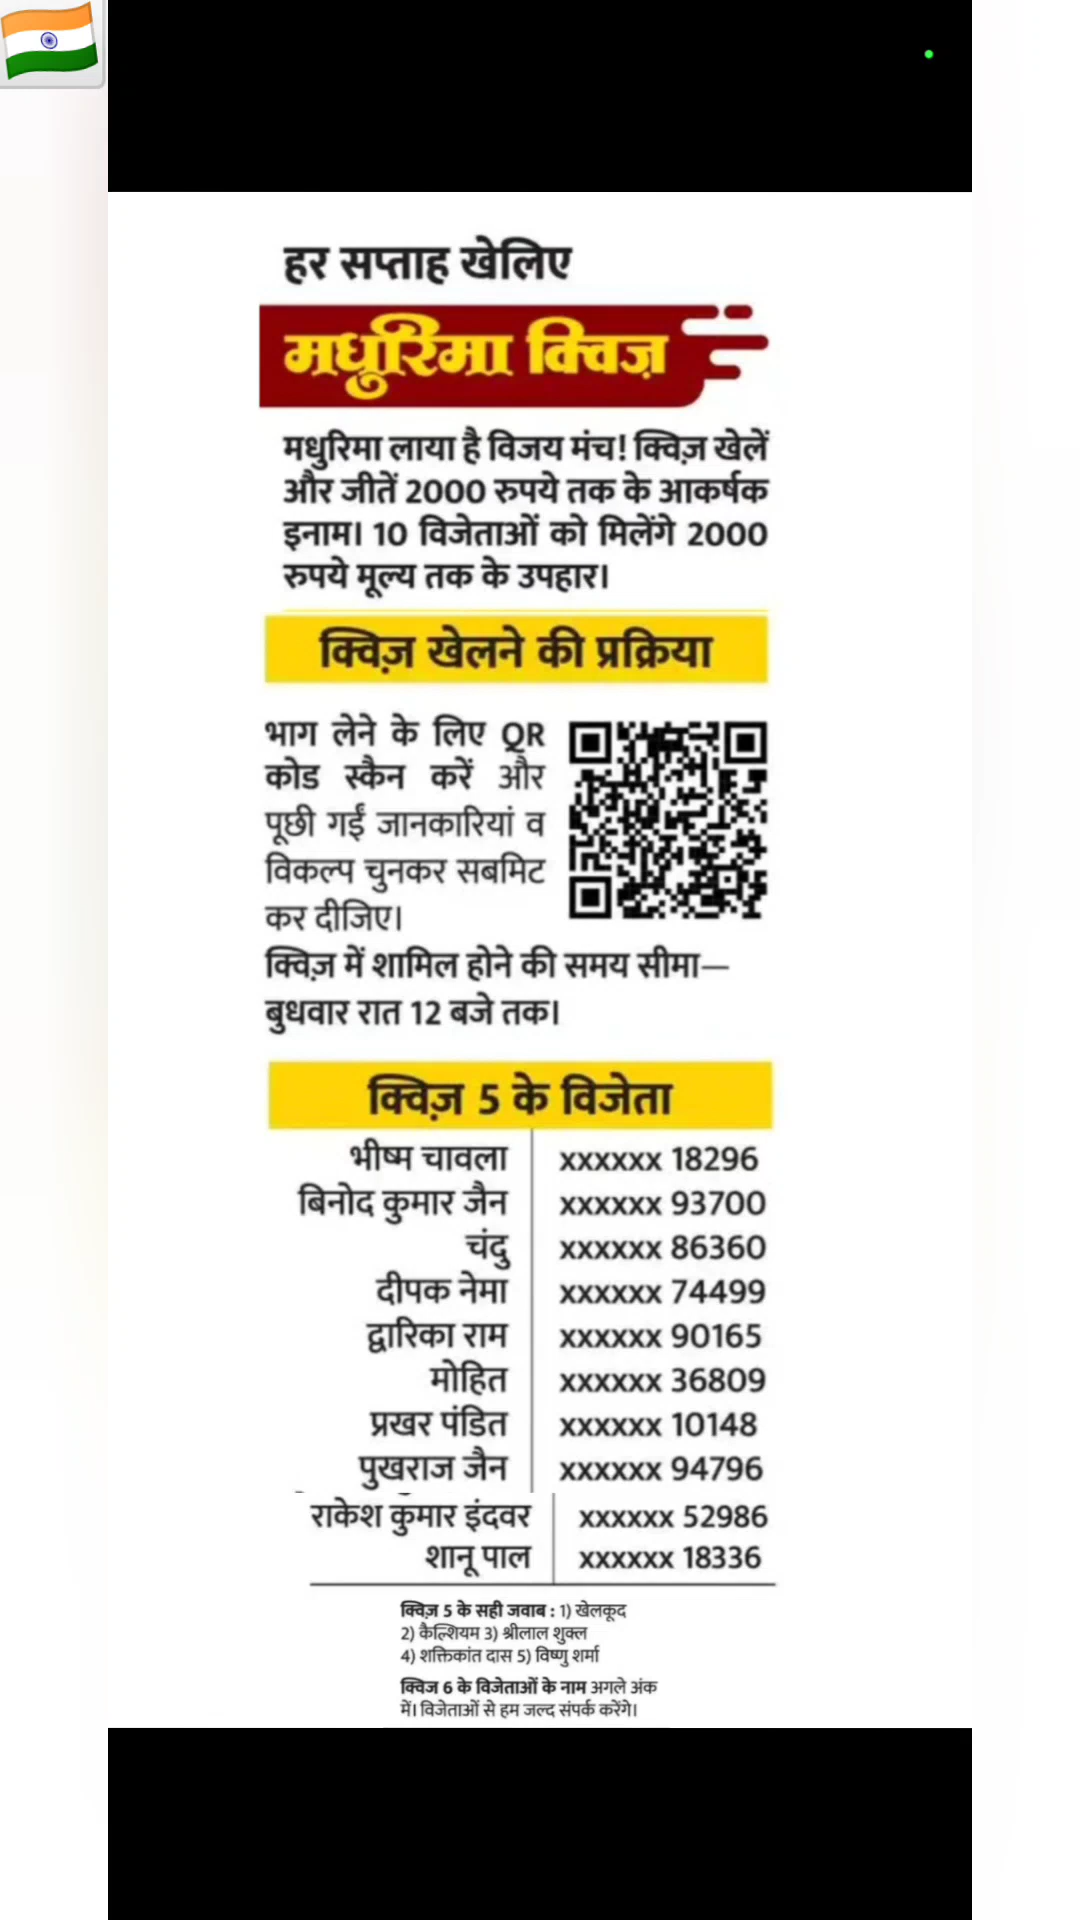 हर सप्ताह खेलिए
मधुरिमा क्विज़
मधुरिमा लाया है विजय मंच! क्विज़ खेलें
और जीतें 2000 रुपये तक के आकर्षक
इनाम। 10 विजेताओं को मिलेंगे 2000
रुपये मूल्य तक के उपहार।
क्विज़ खेलने की प्रक्रिया
भाग लेने के लिए QR
कोड स्कैन करें और
पूछी गईं जानकारियां व
विकल्प चुनकर सबमिट
कर दीजिए।
क्विज़ में शामिल होने की समय सीमा—
बुधवार रात 12 बजे तक।
क्विज़ 5 के विजेता
भीष्म चावला xxxxxx 18296
बिनोद कुमार जैन xxxxxx 93700
चंदु xxxxxx 86360
दीपक नेमा xxxxxx 74499
द्वारिका राम xxxxxx 90165
मोहित xxxxxx 36809
प्रखर पंडित xxxxxx 10148
पुखराज जैन xxxxxx 94796
राकेश कुमार इंदवर xxxxxx 52986
शानू पाल xxxxxx 18336
क्विज़ 5 के सही जवाब : 1) खेलकूद
2) कैल्शियम 3) श्रीलाल शुक्ल
4) शक्तिकांत दास 5) विष्णु शर्मा
क्विज 6 के विजेताओं के नाम अगले अंक
में। विजेताओं से हम जल्द संपर्क करेंगे।